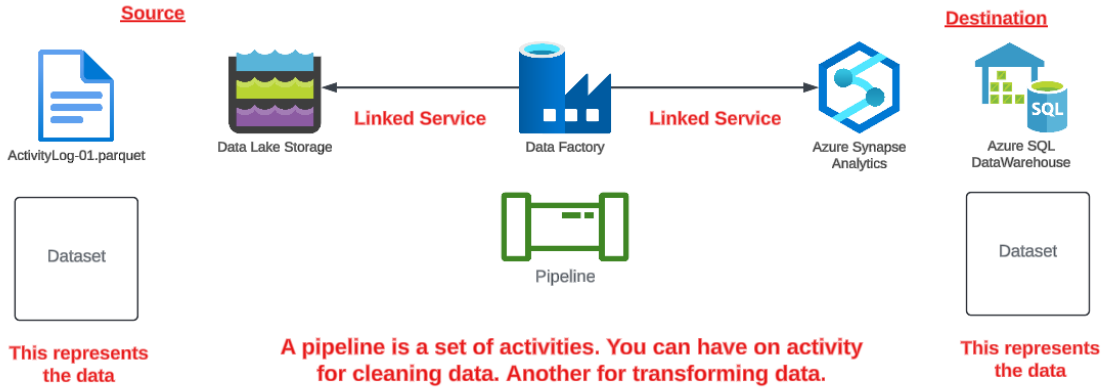 Source
Destination
Linked Service
Linked Service
SQL
ActivityLog-01.parquet
Data Lake Storage
Data Factory
Azure Synapse
Analytics
Azure SQL
DataWarehouse
Dataset
Dataset
Pipeline
This represents
the data
A pipeline is a set of activities. You can have on activity
for cleaning data. Another for transforming data.
This represents
the data